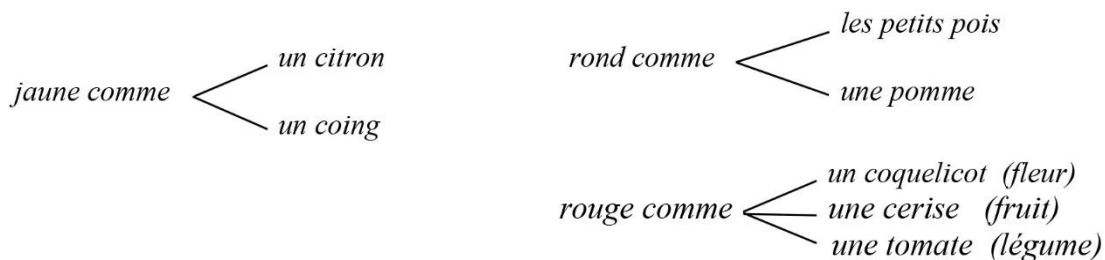 jaune comme
un citron
un coing
rond comme
les petits pois
une pomme
rouge comme
un coquelicot (fleur)
une cerise (fruit)
une tomate (légume)